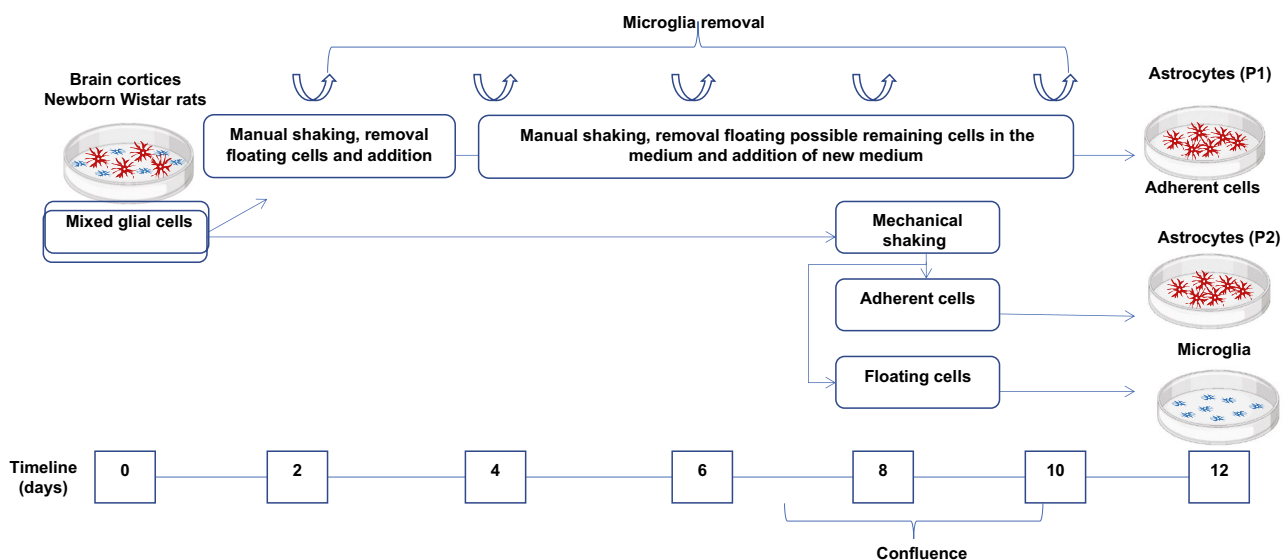 Microglia removal
Brain cortices
Newborn Wistar rats
Astrocytes (P1)
Manual shaking, removal
floating cells and addition
Manual shaking, removal floating possible remaining cells in the
medium and addition of new medium
Adherent cells
Mixed glial cells
Mechanical
shaking
Astrocytes (P2)
Adherent cells
Microglia
Floating cells
Timeline
(days)
0
2
4
6
8
10
12
Confluence